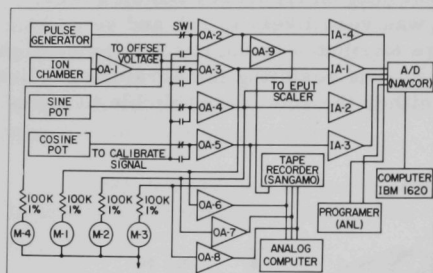 PULSE
GENERATOR
ION
CHAMBER
SINE
POT
COSINE
POT
SW1
OA-1
OA-2
OA-3
OA-4
OA-5
OA-9
TO OFFSET
VOLTAGE
TO EPUT
SCALER
TO CALIBRATE
SIGNAL
IA-4
IA-1
IA-2
IA-3
A/D
(NAVCOR)
COMPUTER
IBM 1620
PROGRAMER
(ANL)
TAPE
RECORDER
(SANGAMO)
ANALOG
COMPUTER
OA-6
OA-7
OA-8
100K
1%
100K
1%
100K
1%
100K
1%
M-4
M-1
M-2
M-3